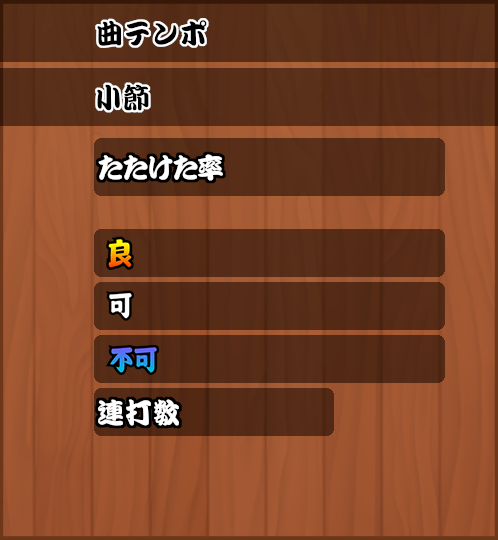 曲テンポ
小節
たたけた率
良
可
不可
連打数